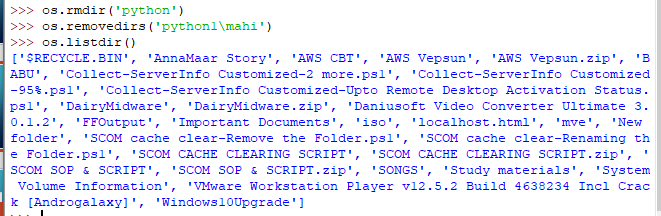 >>> os.rmdir('python')
>>> os.removedirs('python1\mahi')
>>> os.listdir()
['$RECYCLE.BIN', 'AnnaMaar Story', 'AWS CBT', 'AWS Vepsun', 'AWS Vepsun.zip', 'B
ABU', 'Collect-ServerInfo Customized-2 more.ps1', 'Collect-ServerInfo Customized
-95%.ps1', 'Collect-ServerInfo Customized-Upto Remote Desktop Activation Status.
ps1', 'DairyMidware', 'DairyMidware.zip', 'Daniusoft Video Converter Ultimate 3.
0.1.2', 'FFOutput', 'Important Documents', 'iso', 'localhost.html', 'mve', 'New 
folder', 'SCOM cache clear-Remove the Folder.ps1', 'SCOM cache clear-Renaming th
e Folder.ps1', 'SCOM CACHE CLEARING SCRIPT', 'SCOM CACHE CLEARING SCRIPT.zip', '
SCOM SOP & SCRIPT', 'SCOM SOP & SCRIPT.zip', 'SONGS', 'Study materials', 'System
 Volume Information', 'VMware Workstation Player v12.5.2 Build 4638234 Incl Crac
k [Androgalaxy]', 'Windows10Upgrade']
>>>